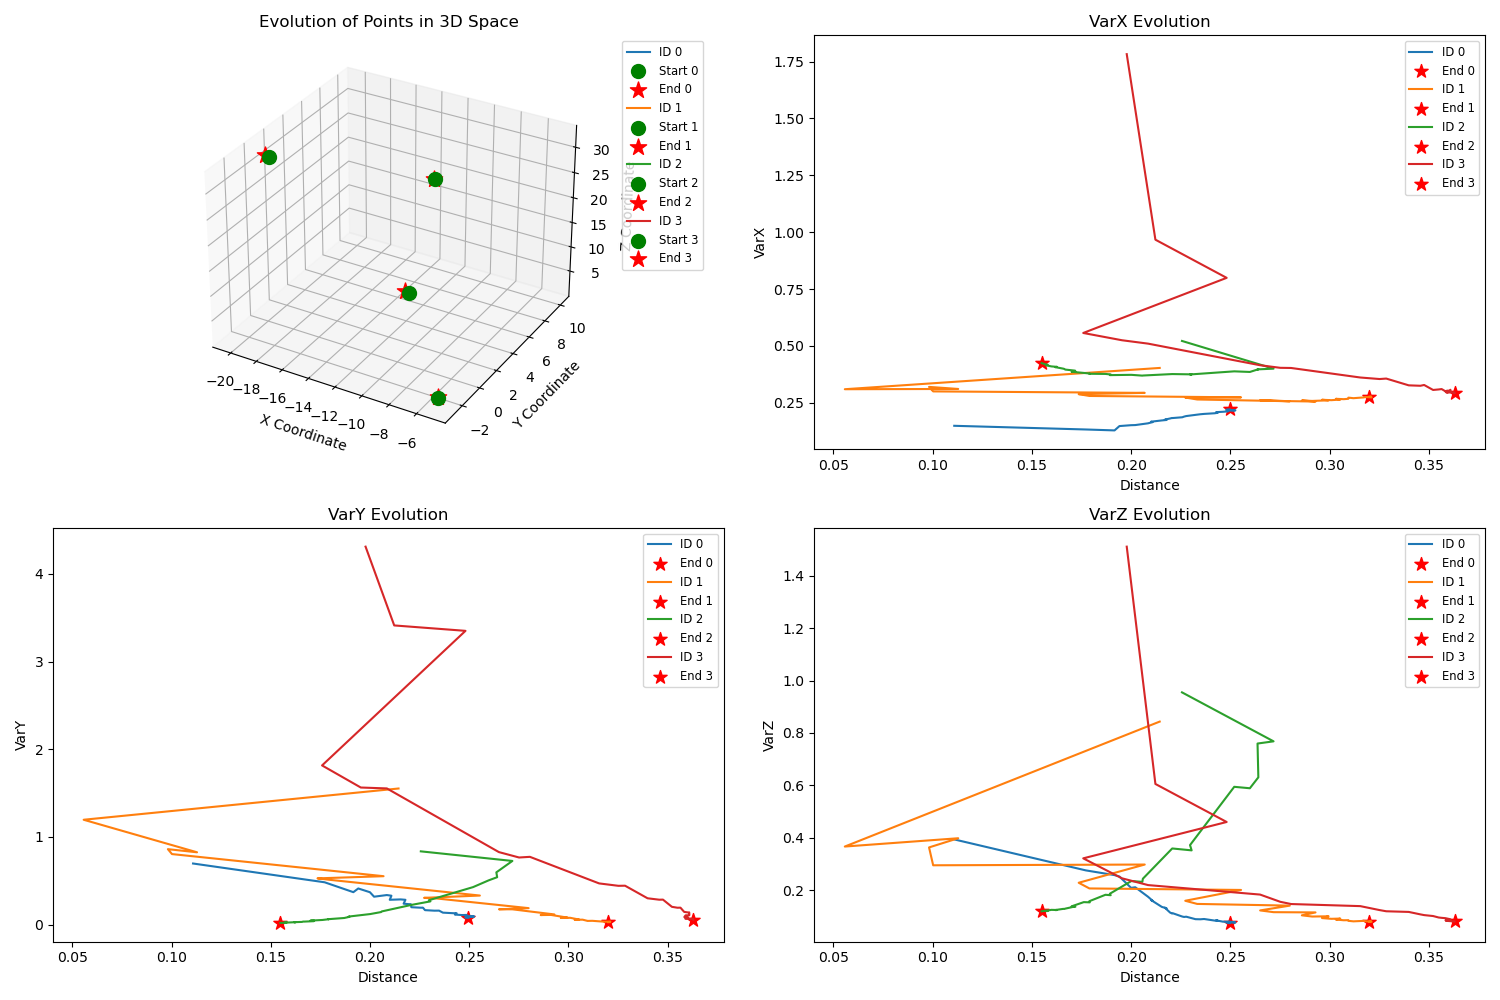 Evolution of Points in 3D Space
ID 0
Start 0
End 0
ID 1
Start 1
End 1
ID 2
Start 2
End 2
ID 3
Start 3
End 3
30
25
20
15
10
5
Z Coordinate
10
8
6
4
2
0
−2
Y Coordinate
−20
−18
−16
−14
−12
−10
−8
−6
X Coordinate
VarX Evolution
ID 0
End 0
ID 1
End 1
ID 2
End 2
ID 3
End 3
1.75
1.50
1.25
1.00
0.75
0.50
0.25
VarX
0.05 0.10 0.15 0.20 0.25 0.30 0.35
Distance
VarY Evolution
ID 0
End 0
ID 1
End 1
ID 2
End 2
ID 3
End 3
4
3
2
1
0
VarY
0.05 0.10 0.15 0.20 0.25 0.30 0.35
Distance
VarZ Evolution
ID 0
End 0
ID 1
End 1
ID 2
End 2
ID 3
End 3
1.4
1.2
1.0
0.8
0.6
0.4
0.2
VarZ
0.05 0.10 0.15 0.20 0.25 0.30 0.35
Distance